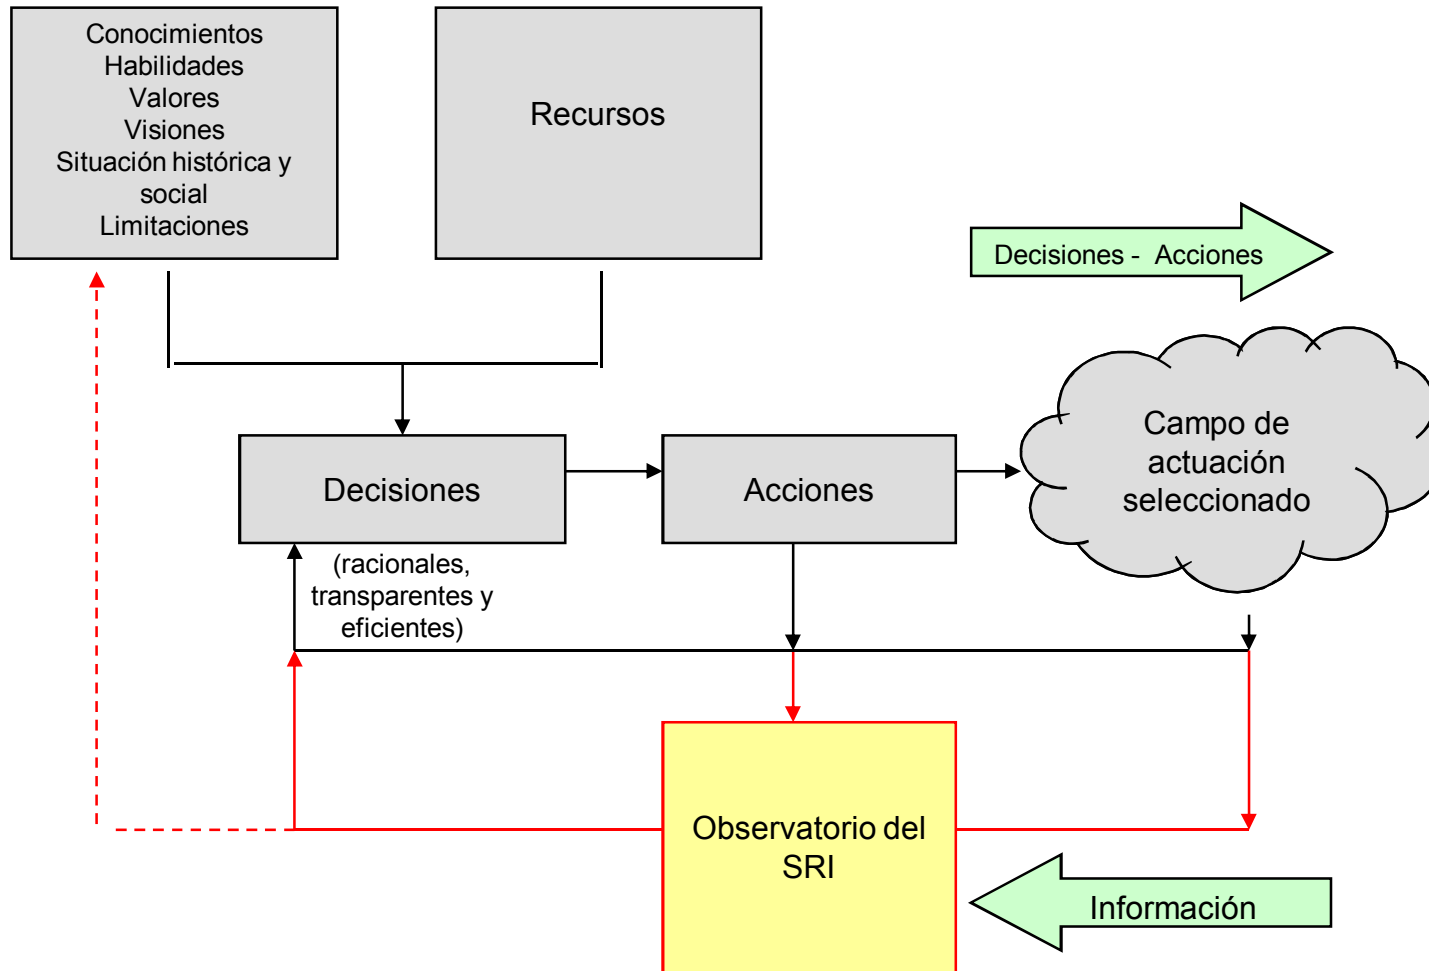 Conocimientos
Habilidades
Valores
Visiones
Situación histórica y
social
Limitaciones
Recursos
Decisiones - Acciones
Campo de
actuación
seleccionado
Decisiones
Acciones
(racionales,
transparentes y
eficientes)
Observatorio del
SRI
Información